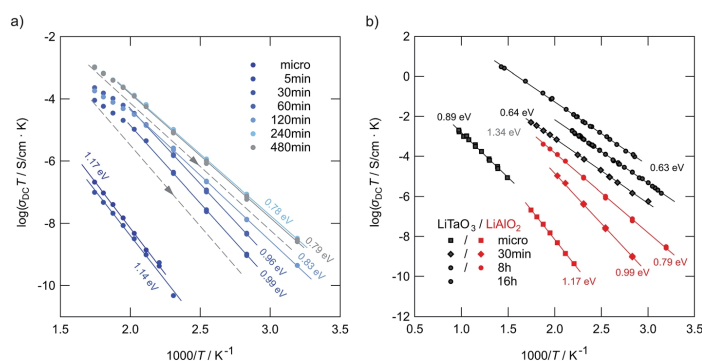 a)
-2
-4
-6
-8
-10
log(σDCT / S/cm · K)
micro
5min
30min
60min
120min
240min
480min
1.17 eV
1.14 eV
0.78 eV
0.79 eV
0.83 eV
0.96 eV
0.99 eV
1.5
2.0
2.5
3.0
3.5
1000/T / K⁻¹
b)
2
0
-2
-4
-6
-8
-10
-12
log(σDCT / S/cm · K)
0.89 eV
0.64 eV
1.34 eV
0.63 eV
LiTaO₃ / LiAlO₂
/ micro
/ 30min
/ 8h
16h
1.17 eV
0.99 eV
0.79 eV
0.5
1.0
1.5
2.0
2.5
3.0
3.5
1000/T / K⁻¹